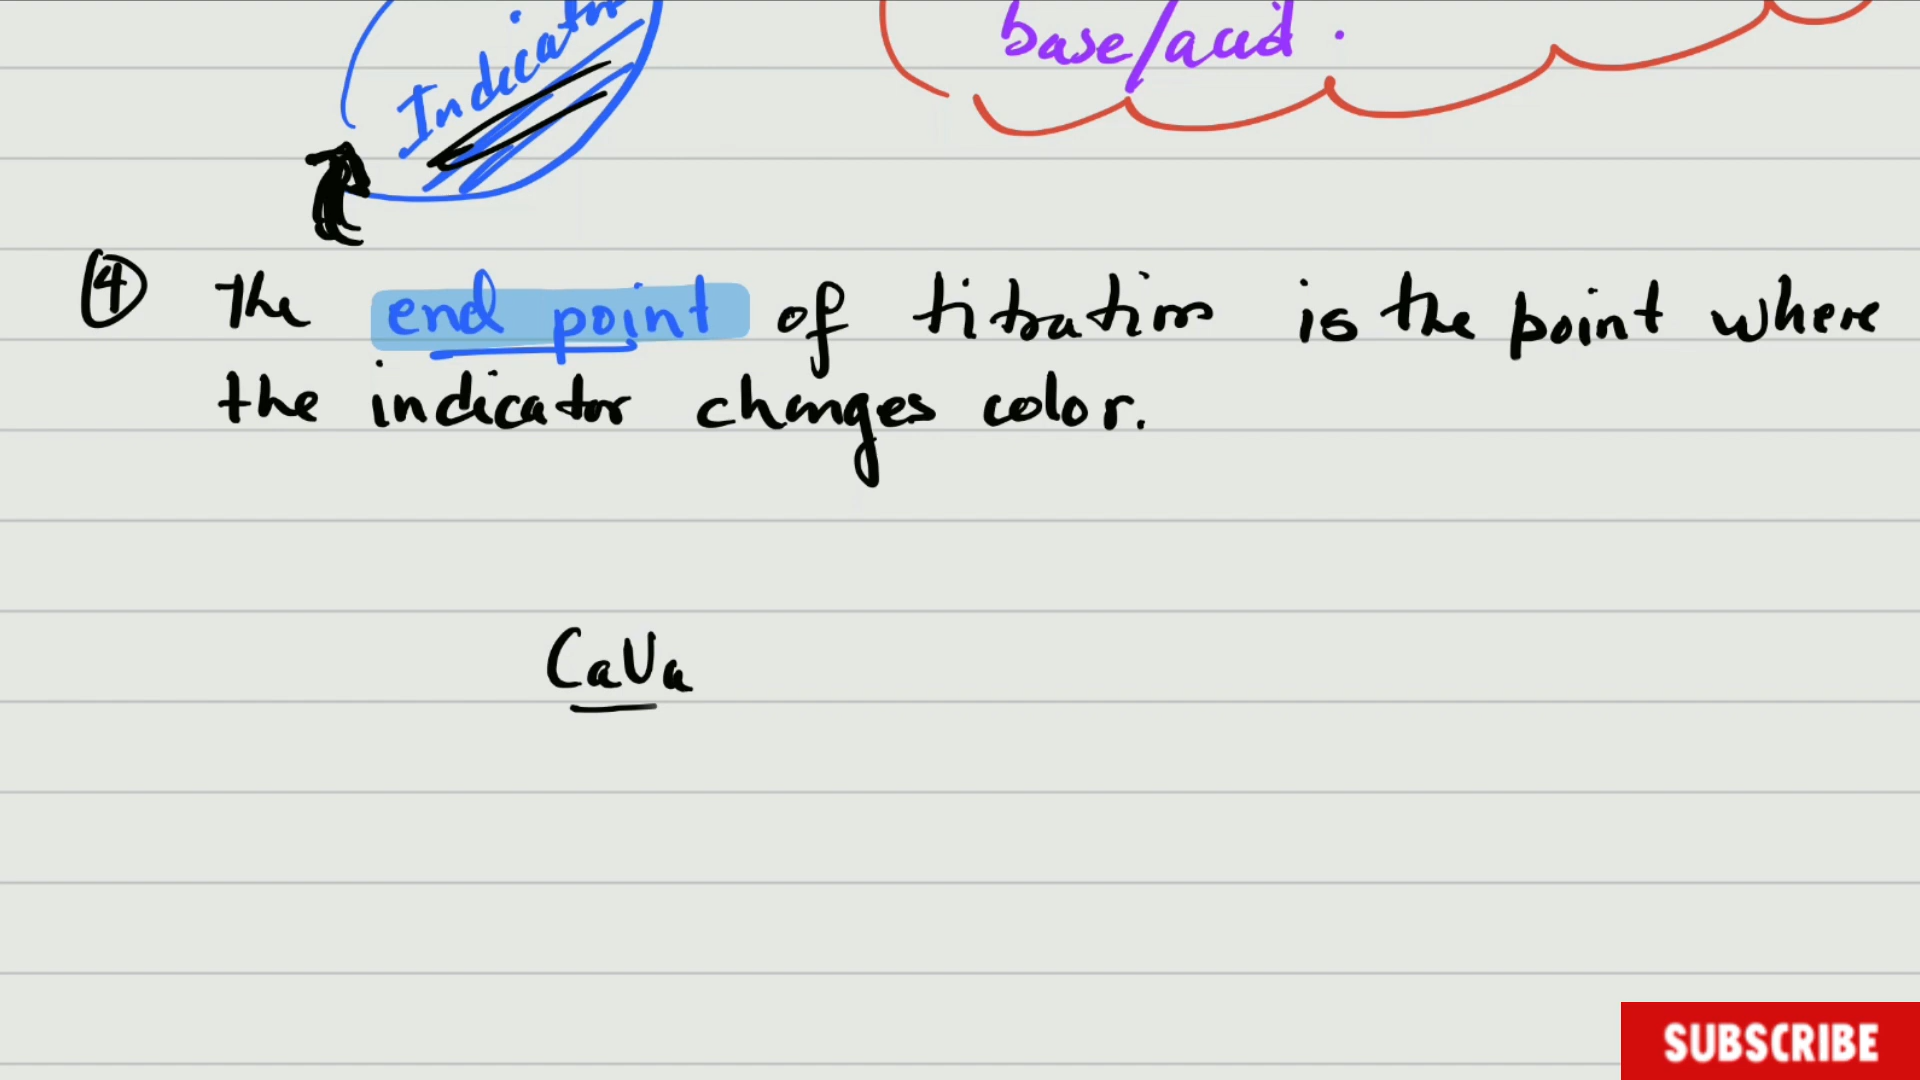 Indicator
base/acid.
④ The end point of titration is the point where
the indicator changes color.
CaVa
SUBSCRIBE